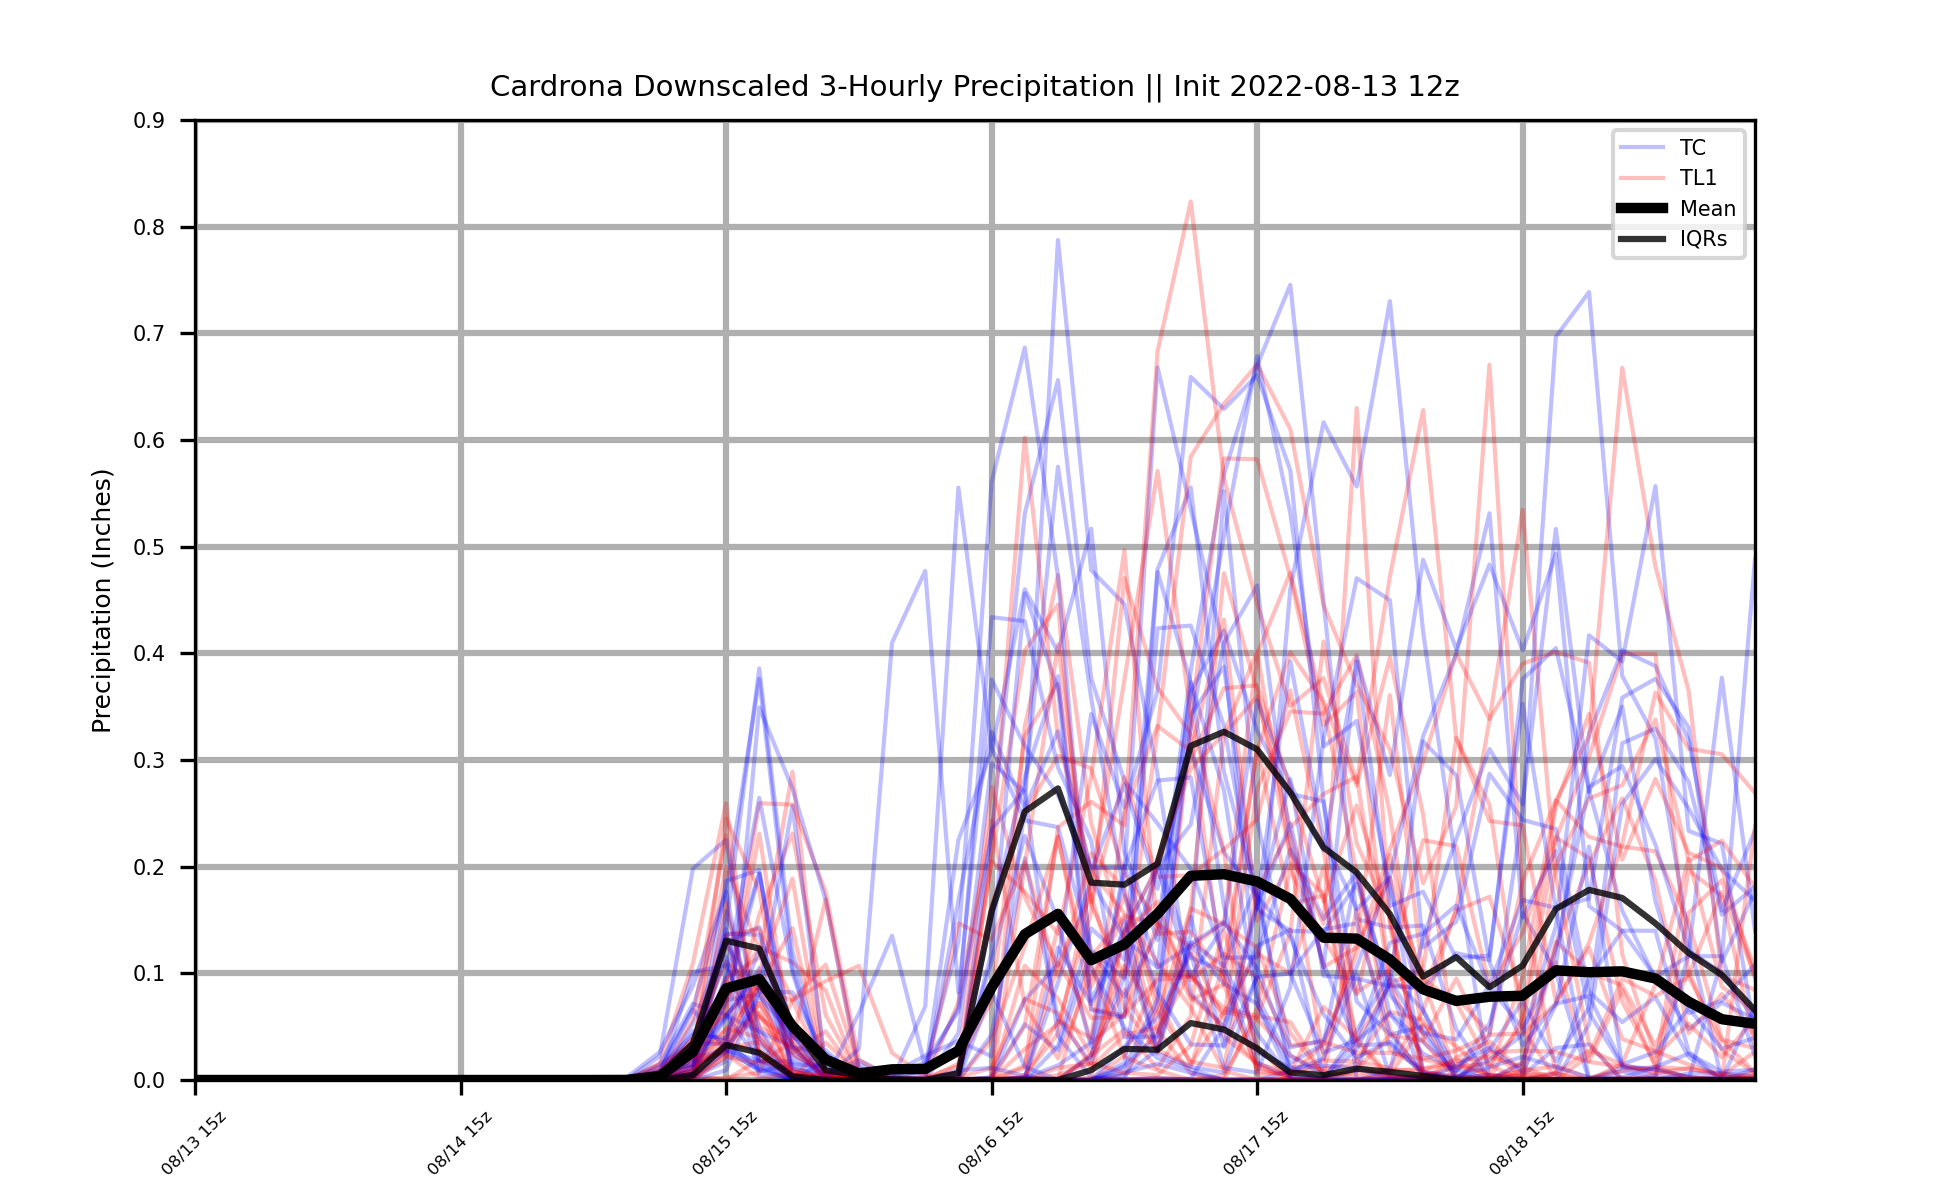 Cardrona Downscaled 3-Hourly Precipitation || Init 2022-08-13 12z
Precipitation (Inches)
0.9
0.8
0.7
0.6
0.5
0.4
0.3
0.2
0.1
0.0
TC
TL1
Mean
IQRs
08/13 15z
08/14 15z
08/15 15z
08/16 15z
08/17 15z
08/18 15z